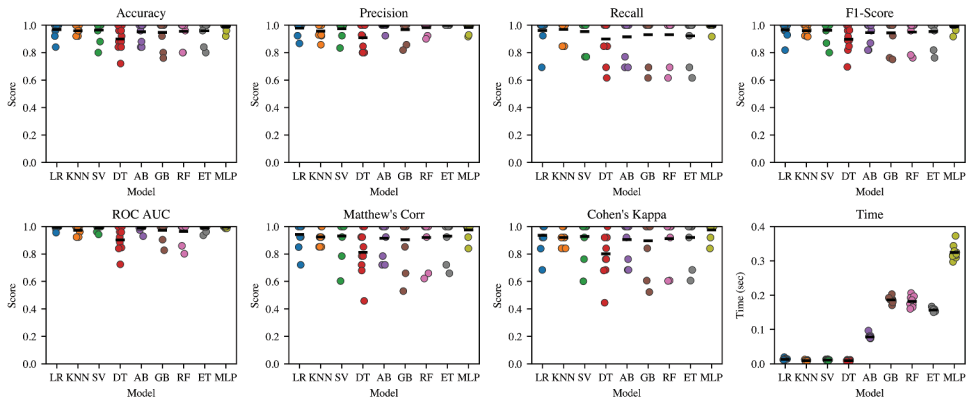 Accuracy
Precision
Recall
F1-Score
1.0
0.8
0.6
0.4
0.2
0.0
Score
LR KNN SV DT AB GB RF ET MLP
Model
1.0
0.8
0.6
0.4
0.2
0.0
Score
LR KNN SV DT AB GB RF ET MLP
Model
1.0
0.8
0.6
0.4
0.2
0.0
Score
LR KNN SV DT AB GB RF ET MLP
Model
1.0
0.8
0.6
0.4
0.2
0.0
Score
LR KNN SV DT AB GB RF ET MLP
Model
ROC AUC
Matthew's Corr
Cohen's Kappa
Time
1.0
0.8
0.6
0.4
0.2
0.0
Score
LR KNN SV DT AB GB RF ET MLP
Model
1.0
0.8
0.6
0.4
0.2
0.0
Score
LR KNN SV DT AB GB RF ET MLP
Model
1.0
0.8
0.6
0.4
0.2
0.0
Score
LR KNN SV DT AB GB RF ET MLP
Model
0.4
0.3
0.2
0.1
0.0
Time (sec)
LR KNN SV DT AB GB RF ET MLP
Model